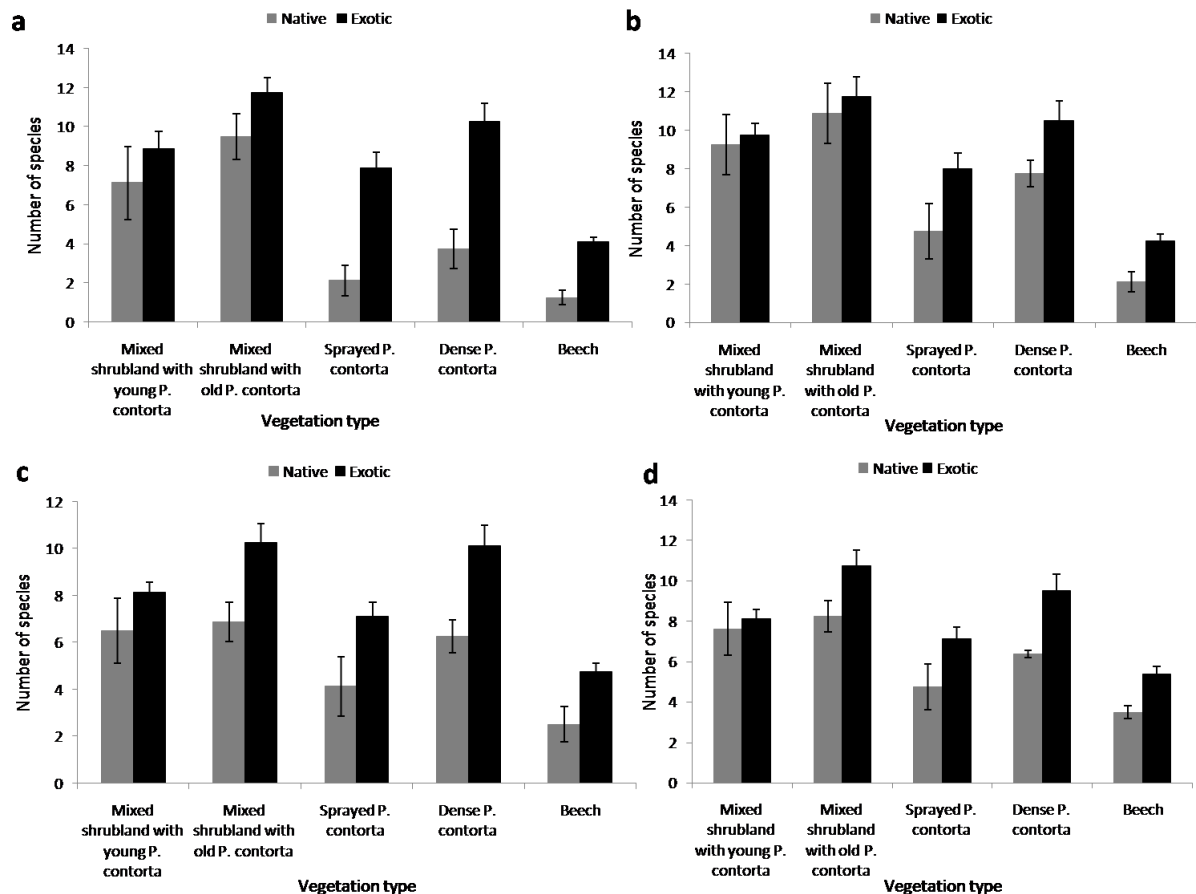 a
Native Exotic
Number of species
14
12
10
8
6
4
2
0
Mixed shrubland with young P. contorta
Mixed shrubland with old P. contorta
Sprayed P. contorta
Dense P. contorta
Beech
Vegetation type
b
Native Exotic
Number of species
14
12
10
8
6
4
2
0
Mixed shrubland with young P. contorta
Mixed shrubland with old P. contorta
Sprayed P. contorta
Dense P. contorta
Beech
Vegetation type
c
Native Exotic
Number of species
12
10
8
6
4
2
0
Mixed shrubland with young P. contorta
Mixed shrubland with old P. contorta
Sprayed P. contorta
Dense P. contorta
Beech
Vegetation type
d
Native Exotic
Number of species
14
12
10
8
6
4
2
0
Mixed shrubland with young P. contorta
Mixed shrubland with old P. contorta
Sprayed P. contorta
Dense P. contorta
Beech
Vegetation type